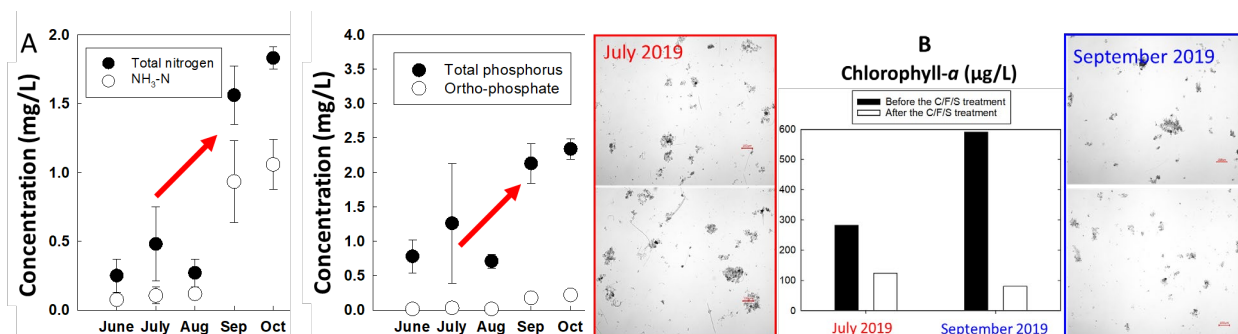 A
Concentration (mg/L)
2.0
1.5
1.0
0.5
0.0
Total nitrogen
NH₃-N
June July Aug Sep Oct
Concentration (mg/L)
4.0
3.5
3.0
2.5
2.0
1.5
1.0
0.5
0.0
Total phosphorus
Ortho-phosphate
June July Aug Sep Oct
July 2019
B
Chlorophyll-a (µg/L)
Before the C/F/S treatment
After the C/F/S treatment
600
500
400
300
200
100
0
July 2019 September 2019
September 2019